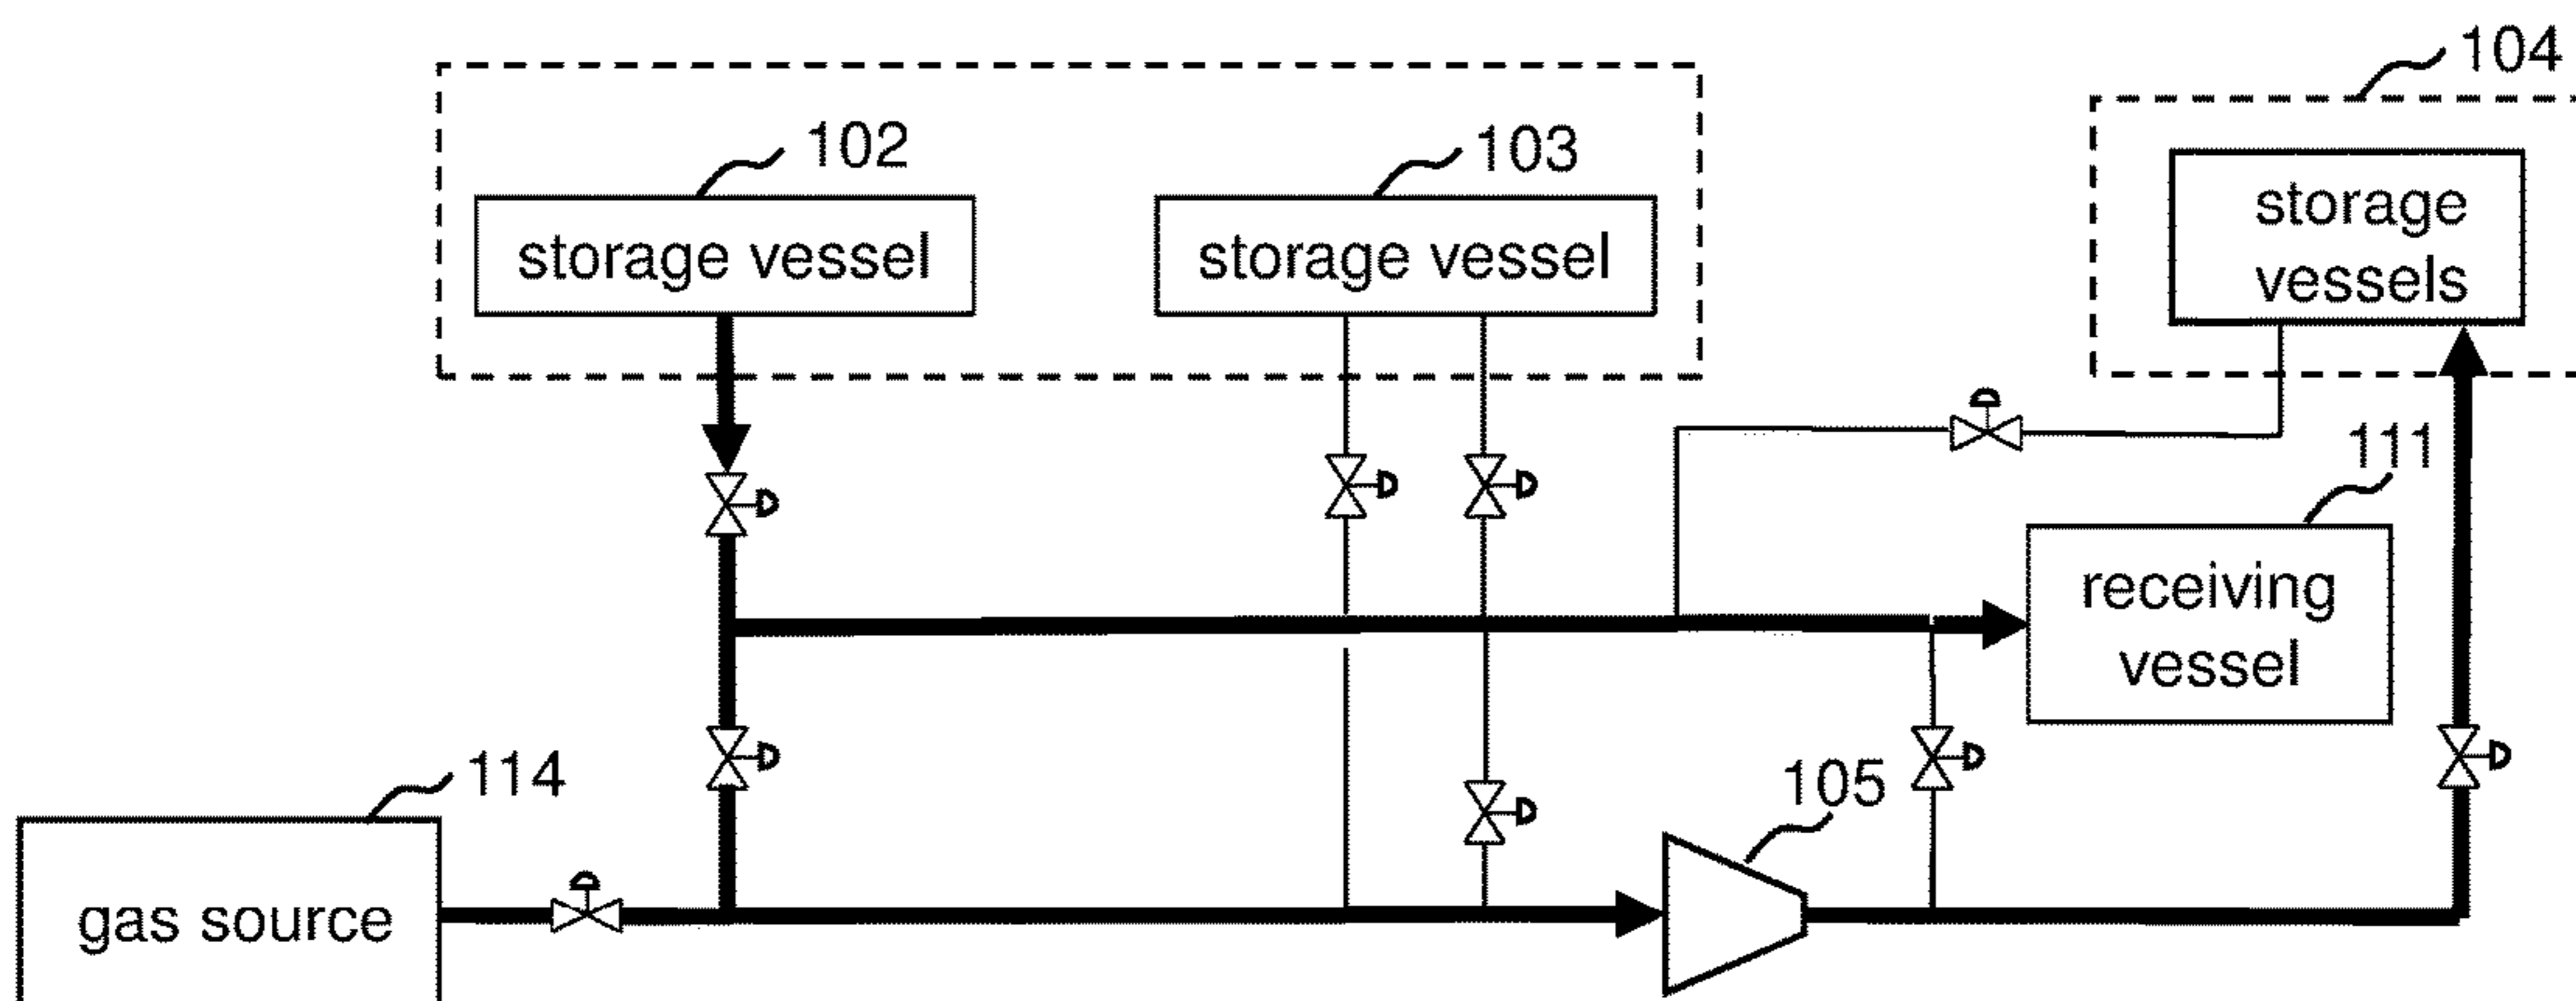 104
102
103
storage vessel
storage vessel
storage
vessels
111
receiving
vessel
114
105
gas source